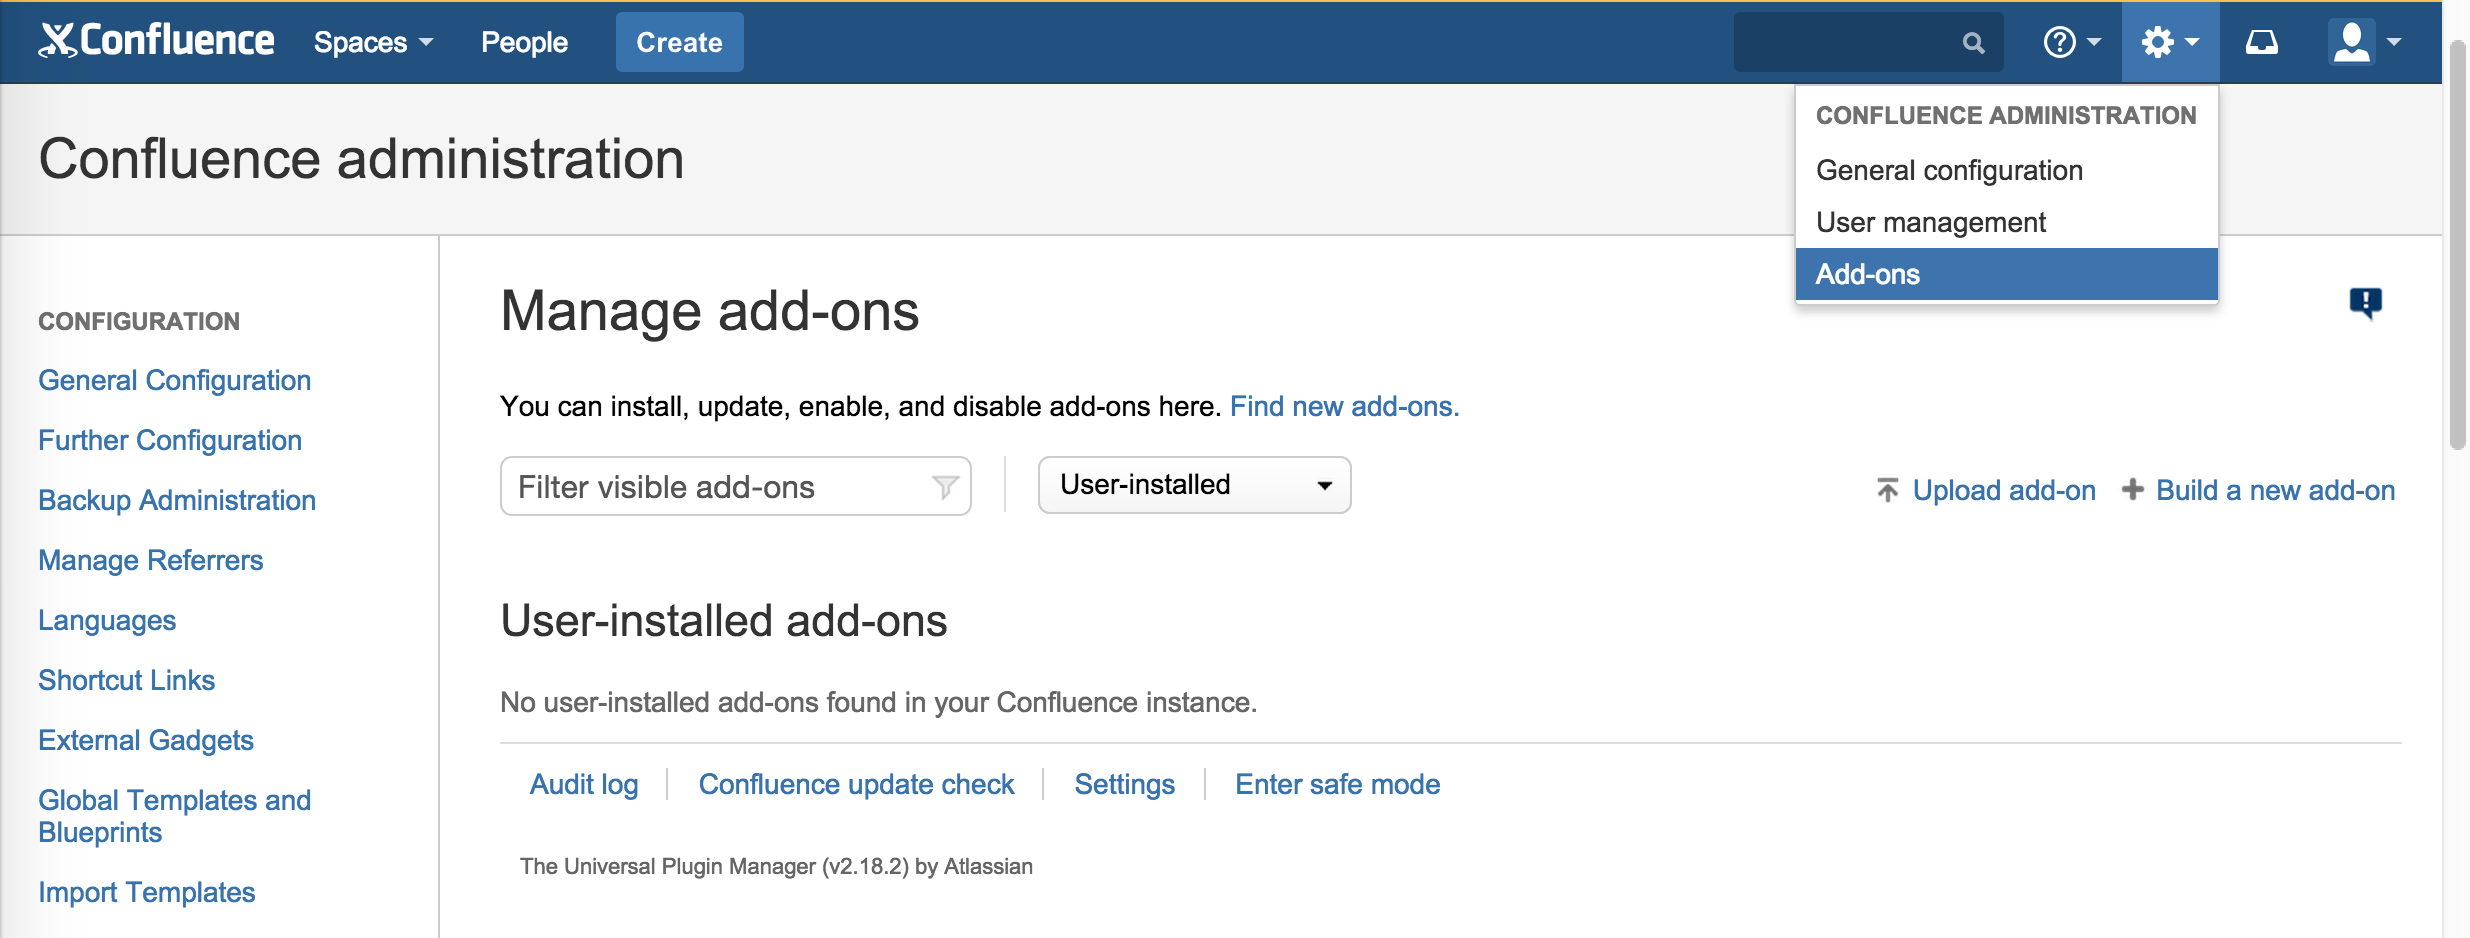 Confluence
Spaces
People
Create
CONFLUENCE ADMINISTRATION
General configuration
User management
Add-ons
Confluence administration
CONFIGURATION
General Configuration
Further Configuration
Backup Administration
Manage Referrers
Languages
Shortcut Links
External Gadgets
Global Templates and
Blueprints
Import Templates
Manage add-ons
You can install, update, enable, and disable add-ons here. Find new add-ons.
Filter visible add-ons
User-installed
Upload add-on
Build a new add-on
User-installed add-ons
No user-installed add-ons found in your Confluence instance.
Audit log
Confluence update check
Settings
Enter safe mode
The Universal Plugin Manager (v2.18.2) by Atlassian